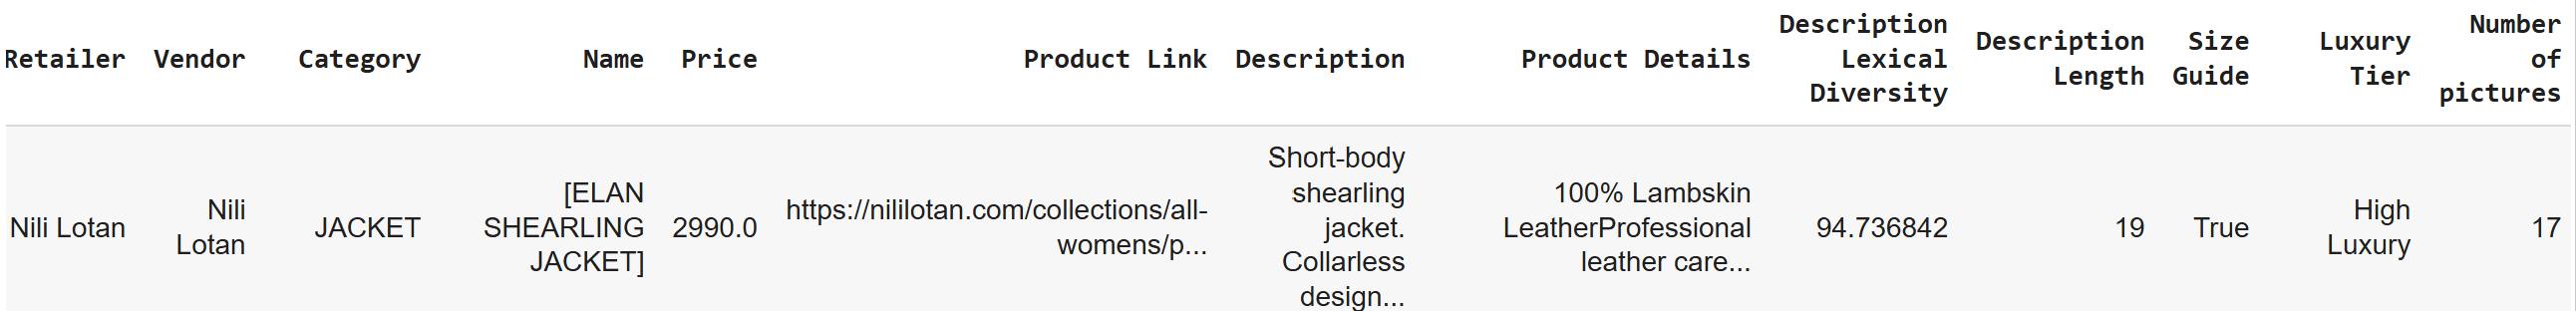 Retailer Vendor Category Name Price Product Link Description Product Details Description Lexical Diversity Description Length Size Guide Luxury Tier Number of pictures
Nili Lotan Nili Lotan JACKET [ELAN SHEARLING JACKET] 2990.0 https://nililotan.com/collections/all-womens/p... Short-body shearling jacket. Collarless design... 100% Lambskin LeatherProfessional leather care... 94.736842 19 True High Luxury 17